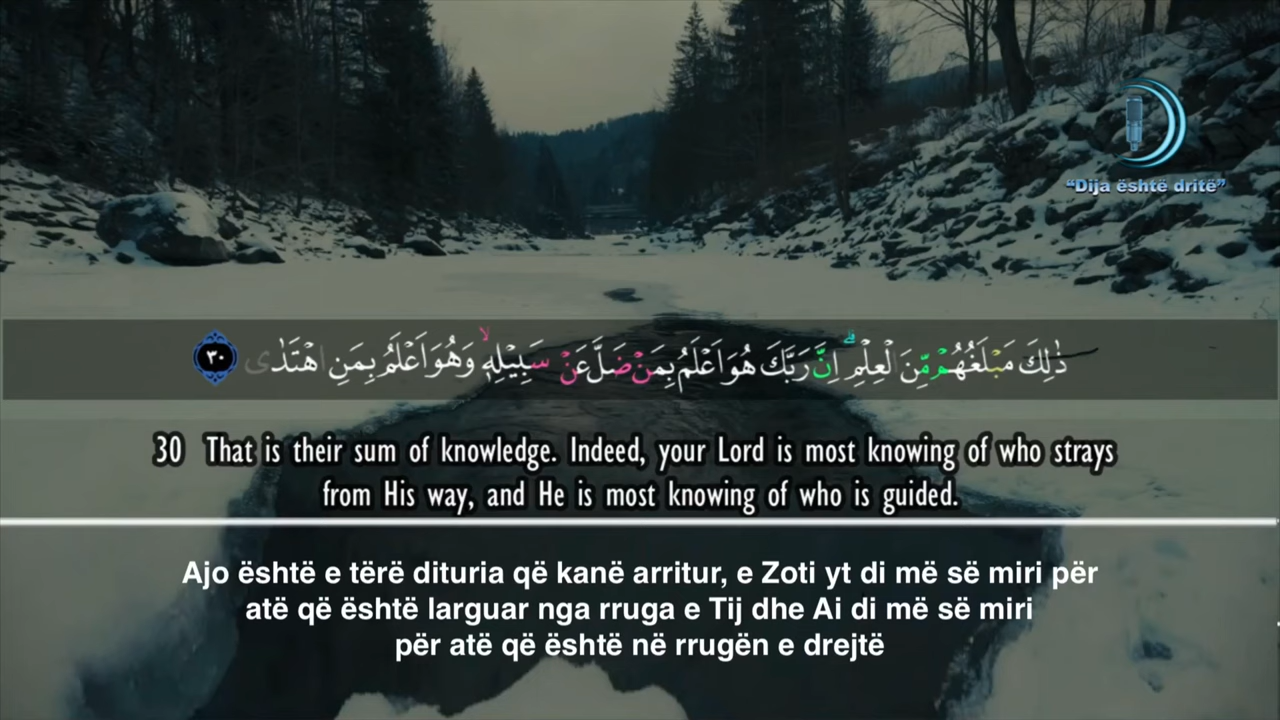 “Dija është dritë”
ذٰلِكَ مَبْلَغُهُمْ مِّنَ الْعِلْمِ ؕ اِنَّ رَبَّكَ هُوَ اَعْلَمُ بِمَنْ ضَلَّ عَنْ سَبِيْلِهٖ ۙ وَهُوَ اَعْلَمُ بِمَنِ اهْتَدٰى ٣٠
30 That is their sum of knowledge. Indeed, your Lord is most knowing of who strays
from His way, and He is most knowing of who is guided.
Ajo është e tërë dituria që kanë arritur, e Zoti yt di më së miri për
atë që është larguar nga rruga e Tij dhe Ai di më së miri
për atë që është në rrugën e drejtë